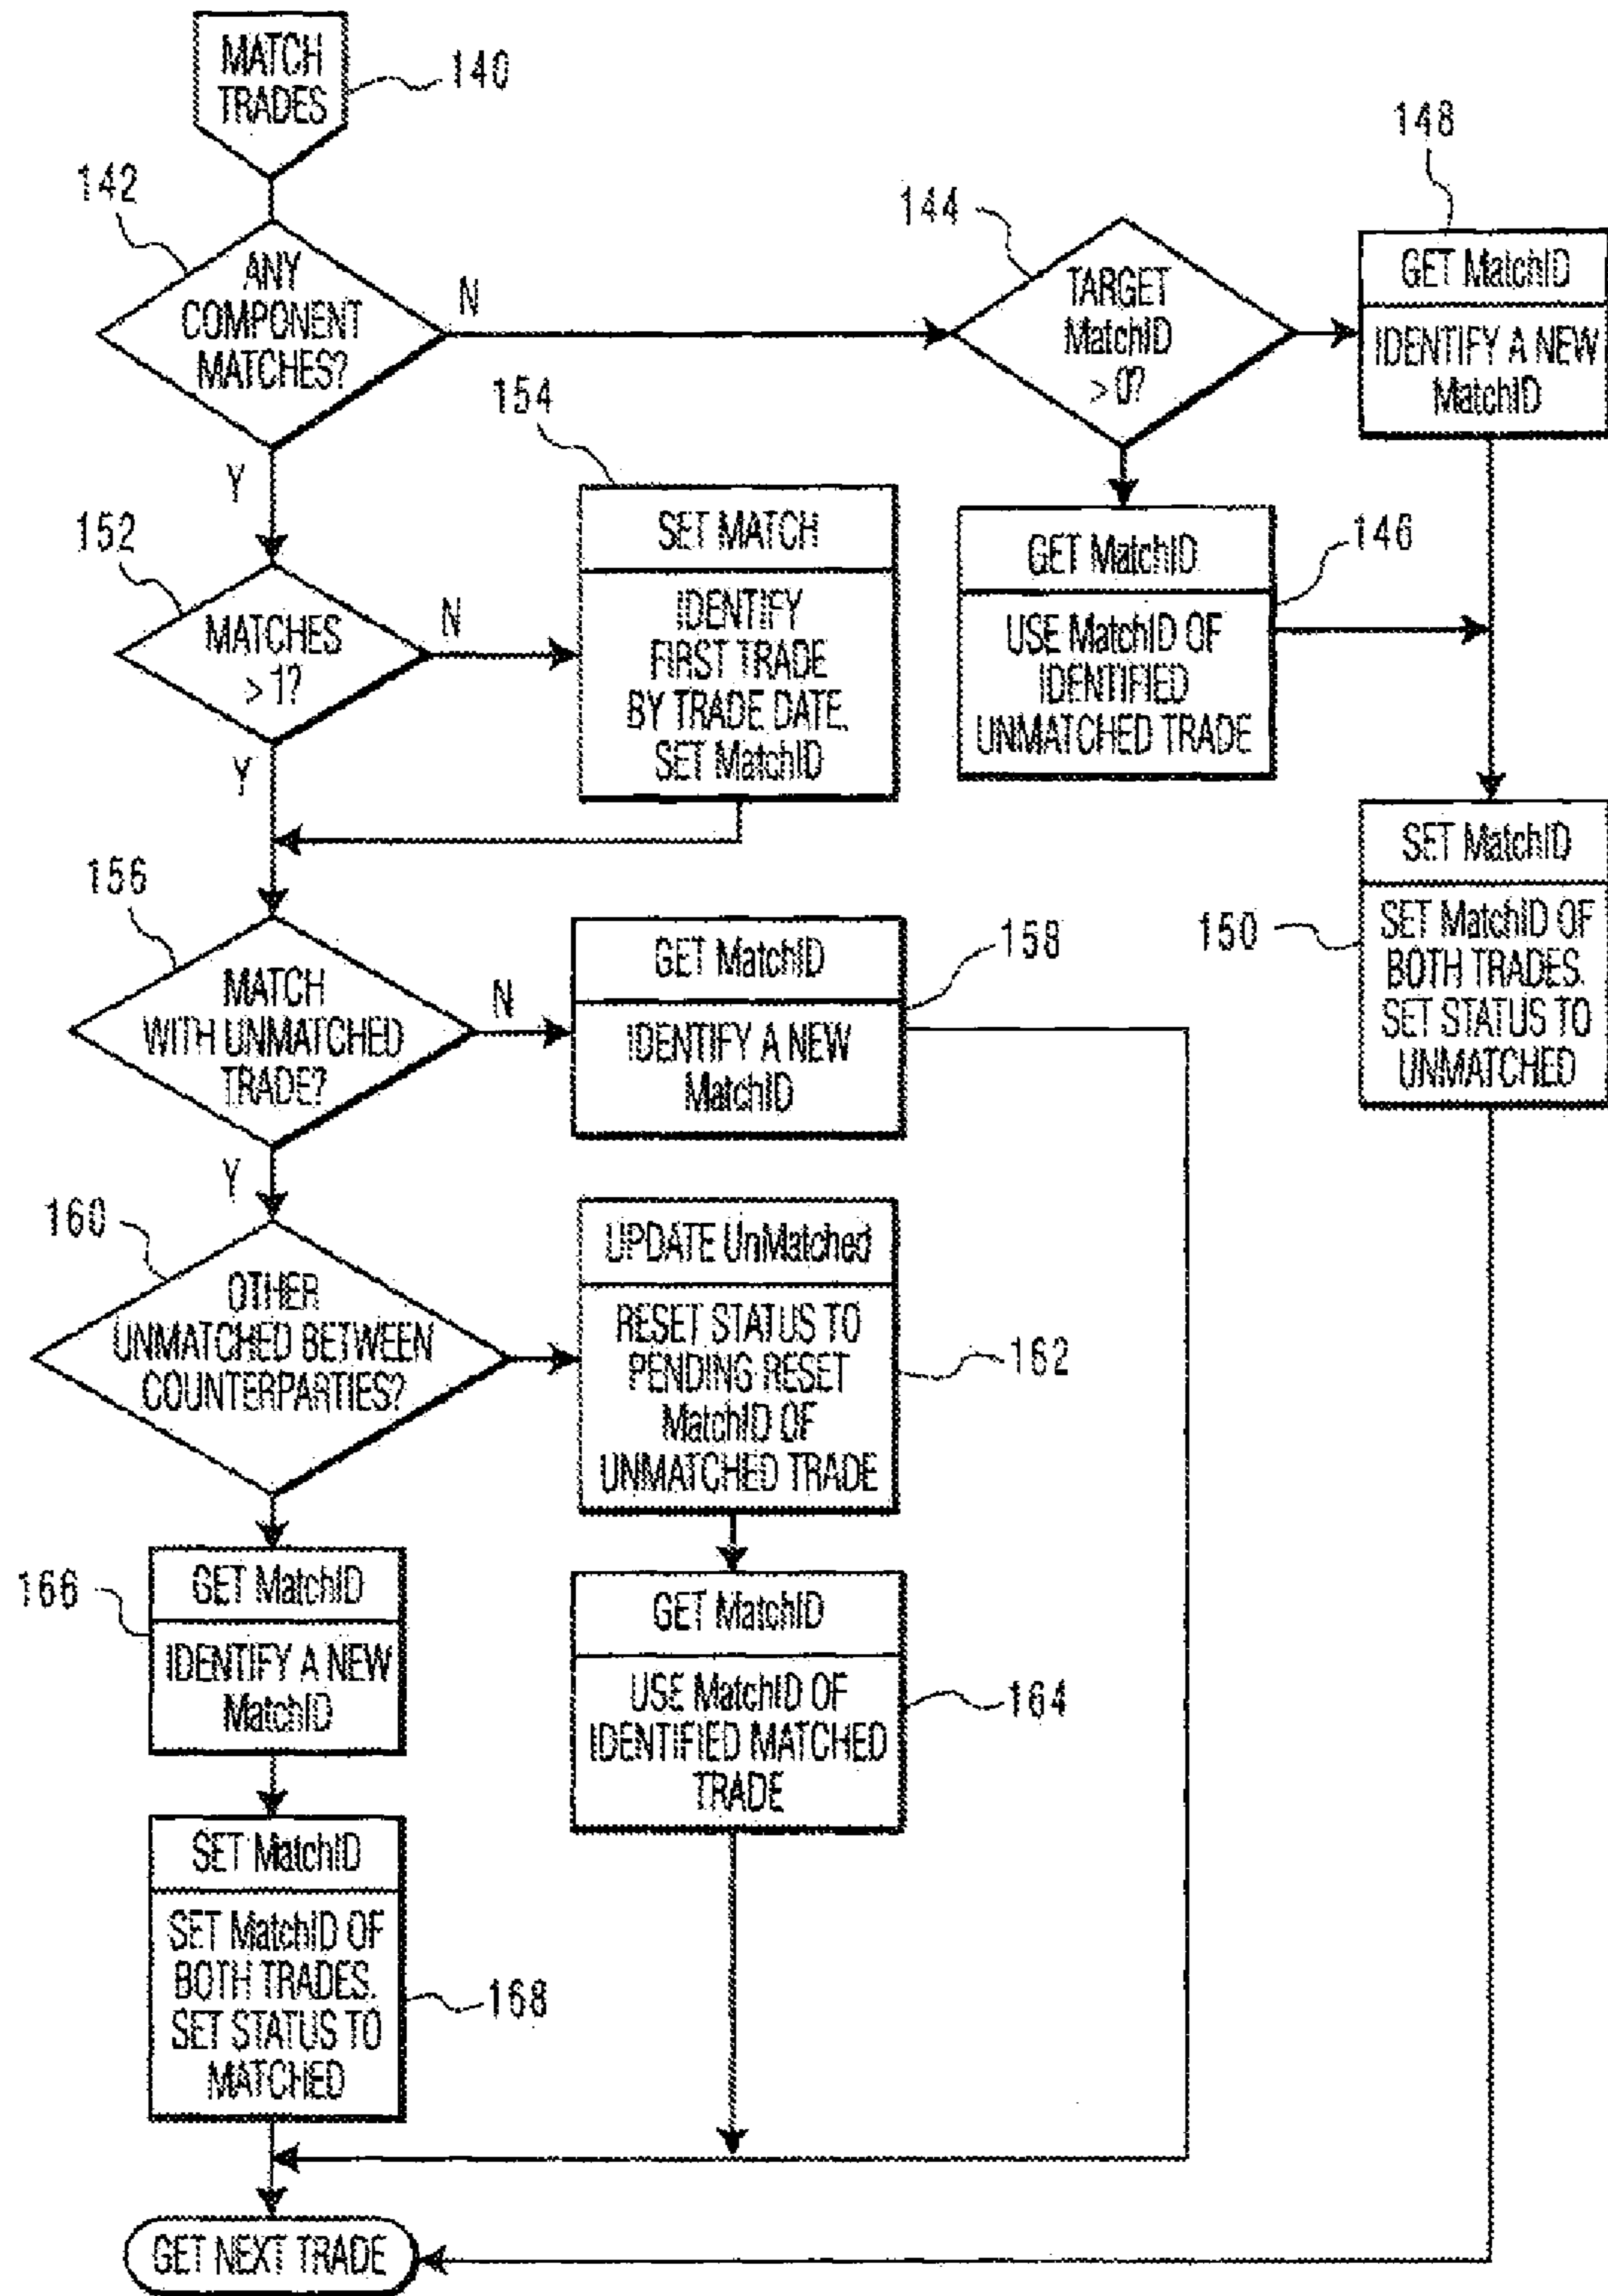 MATCH
TRADES
140
142
ANY
COMPONENT
MATCHES?
N
Y
144
TARGET
MatchID
> 0?
148
GET MatchID
IDENTIFY A NEW
MatchID
152
MATCHES
> 1?
N
Y
154
SET MATCH
IDENTIFY
FIRST TRADE
BY TRADE DATE.
SET MatchID
GET MatchID
USE MatchID OF
IDENTIFIED
UNMATCHED TRADE
146
SET MatchID
SET MatchID OF
BOTH TRADES.
SET STATUS TO
UNMATCHED
150
156
MATCH
WITH UNMATCHED
TRADE?
N
Y
GET MatchID
IDENTIFY A NEW
MatchID
158
160
OTHER
UNMATCHED BETWEEN
COUNTERPARTIES?
UPDATE UnMatched
RESET STATUS TO
PENDING RESET
MatchID OF
UNMATCHED TRADE
162
166
GET MatchID
IDENTIFY A NEW
MatchID
GET MatchID
USE MatchID OF
IDENTIFIED MATCHED
TRADE
164
SET MatchID
SET MatchID OF
BOTH TRADES.
SET STATUS TO
MATCHED
168
GET NEXT TRADE